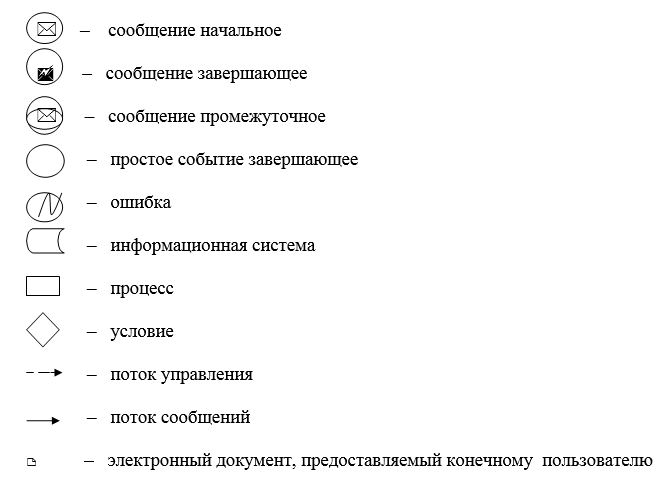 – сообщение начальное
– сообщение завершающее
– сообщение промежуточное
– простое событие завершающее
– ошибка
– информационная система
– процесс
– условие
– поток управления
– поток сообщений
– электронный документ, предоставляемый конечному пользователю